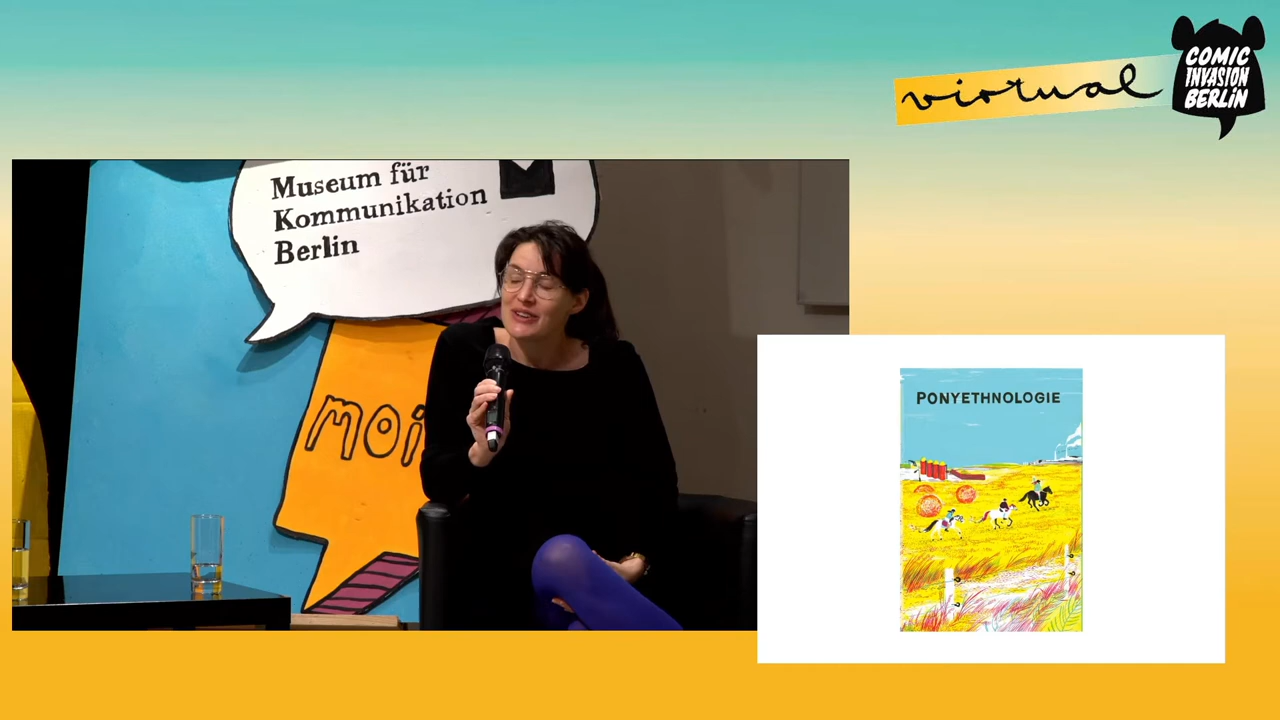 virtual
COMIC
INVASION
BERLIN
Museum für
Kommunikation
Berlin
moi
PONYETHNOLOGIE